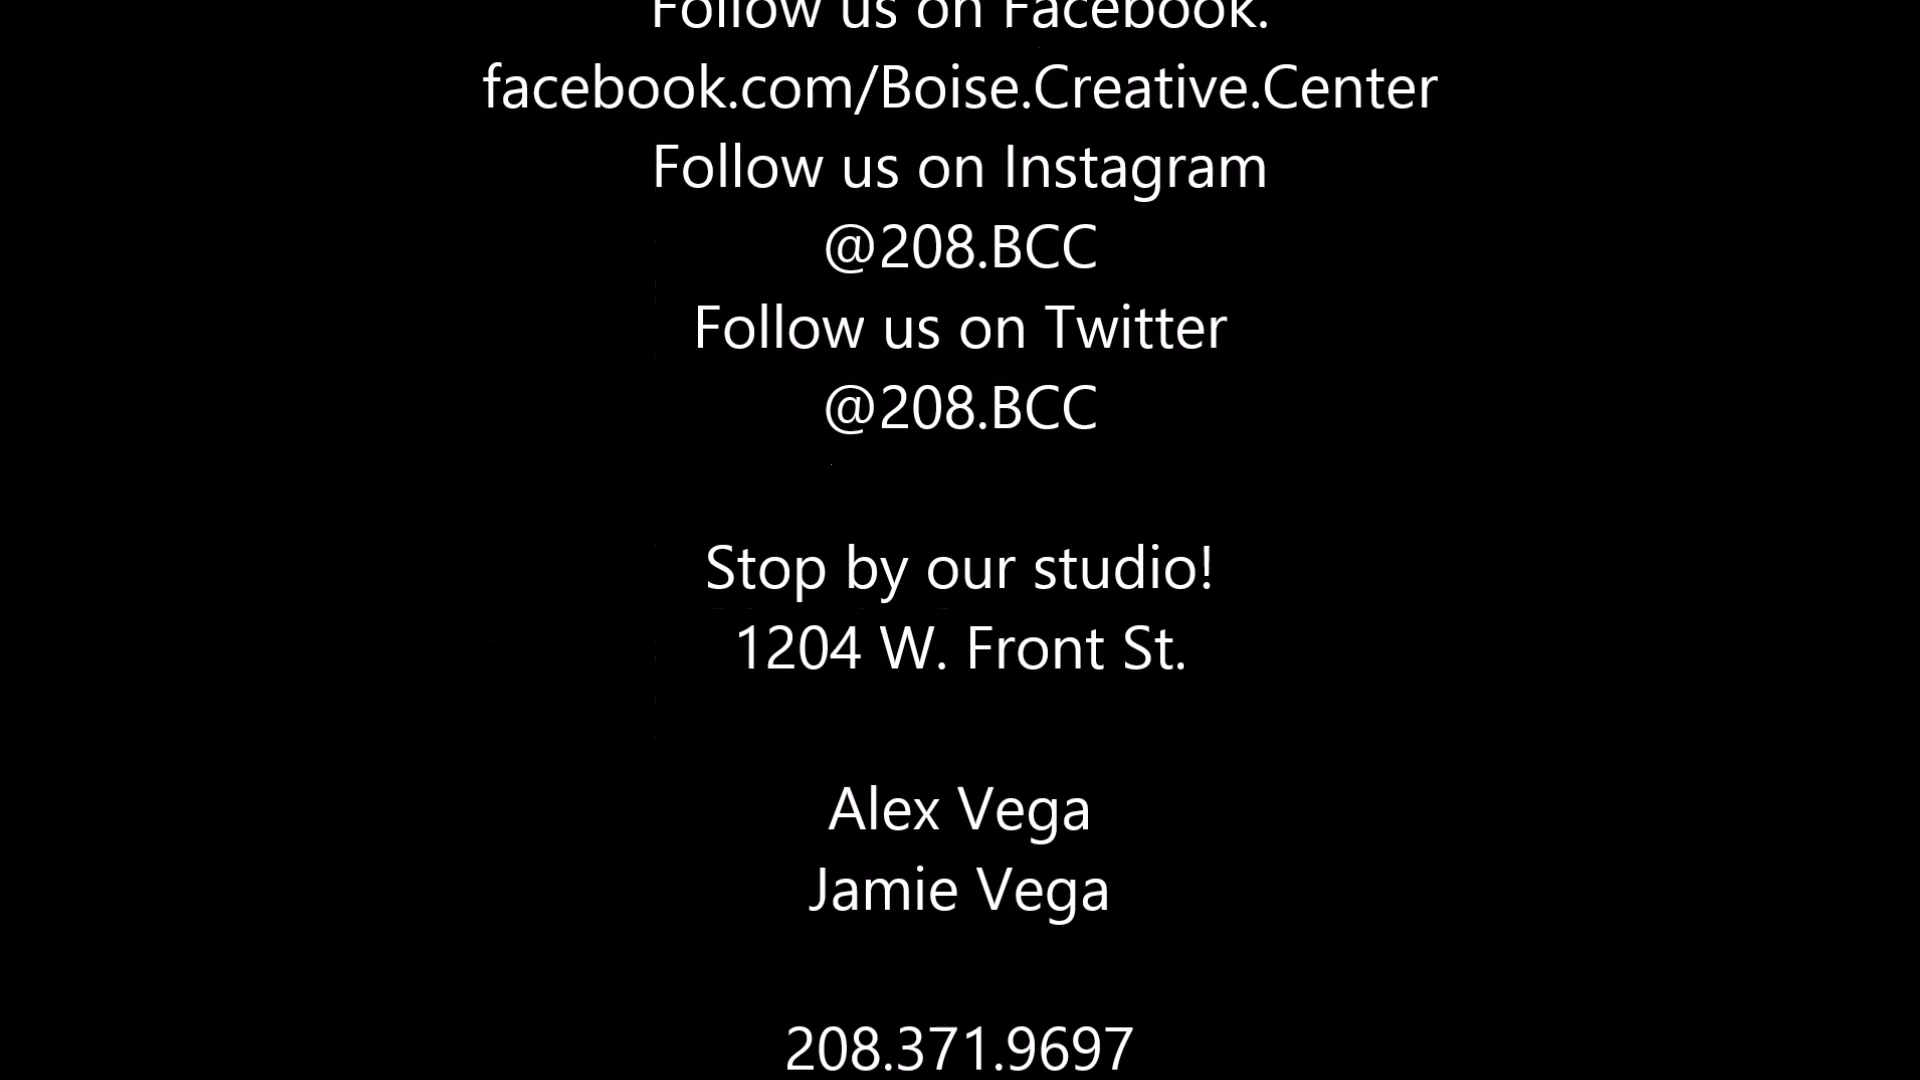 Follow us on Facebook.
facebook.com/Boise.Creative.Center
Follow us on Instagram
@208.BCC
Follow us on Twitter
@208.BCC
Stop by our studio!
1204 W. Front St.
Alex Vega
Jamie Vega
208.371.9697